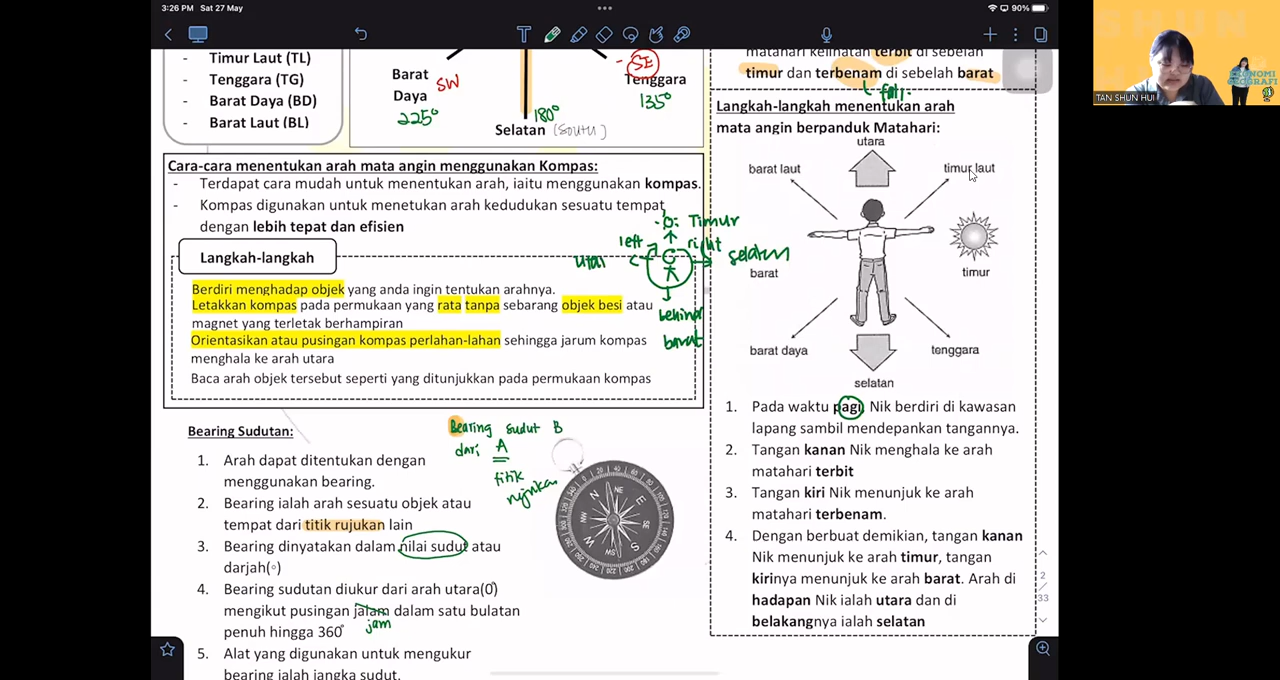 3:26 PM Sat 27 May
90%
- Timur Laut (TL)
- Tenggara (TG)
- Barat Daya (BD)
- Barat Laut (BL)
Barat
Daya
SW
225°
180°
Selatan (South)
- SE
Tenggara
135°
matahari kelihatan terbit di sebelah
timur dan terbenam di sebelah barat
fall
Cara-cara menentukan arah mata angin menggunakan Kompas:
- Terdapat cara mudah untuk menentukan arah, iaitu menggunakan kompas.
- Kompas digunakan untuk menetukan arah kedudukan sesuatu tempat
dengan lebih tepat dan efisien
Langkah-langkah
Berdiri menghadap objek yang anda ingin tentukan arahnya.
Letakkan kompas pada permukaan yang rata tanpa sebarang objek besi atau
magnet yang terletak berhampiran
Orientasikan atau pusingan kompas perlahan-lahan sehingga jarum kompas
menghala ke arah utara
Baca arah objek tersebut seperti yang ditunjukkan pada permukaan kompas
Timur
left
right
selatan
behind
barat
Bearing Sudutan:
1. Arah dapat ditentukan dengan
menggunakan bearing.
2. Bearing ialah arah sesuatu objek atau
tempat dari titik rujukan lain
3. Bearing dinyatakan dalam nilai sudut atau
darjah(°)
4. Bearing sudutan diukur dari arah utara(0°)
mengikut pusingan jalam dalam satu bulatan
jam
penuh hingga 360°
5. Alat yang digunakan untuk mengukur
bearing ialah jangka sudut.
Bearing sudut B
dari A
titik
rujukan
N
NE
E
SE
S
SW
NW
Langkah-langkah menentukan arah
mata angin berpanduk Matahari:
utara
barat laut
timur laut
barat
timur
barat daya
tenggara
selatan
1. Pada waktu pagi, Nik berdiri di kawasan
lapang sambil mendepankan tangannya.
2. Tangan kanan Nik menghala ke arah
matahari terbit
3. Tangan kiri Nik menunjuk ke arah
matahari terbenam.
4. Dengan berbuat demikian, tangan kanan
Nik menunjuk ke arah timur, tangan
kirinya menunjuk ke arah barat. Arah di
hadapan Nik ialah utara dan di
belakangnya ialah selatan
2
33
TAN SHUN HUI
EKONOMI
GEOGRAFI